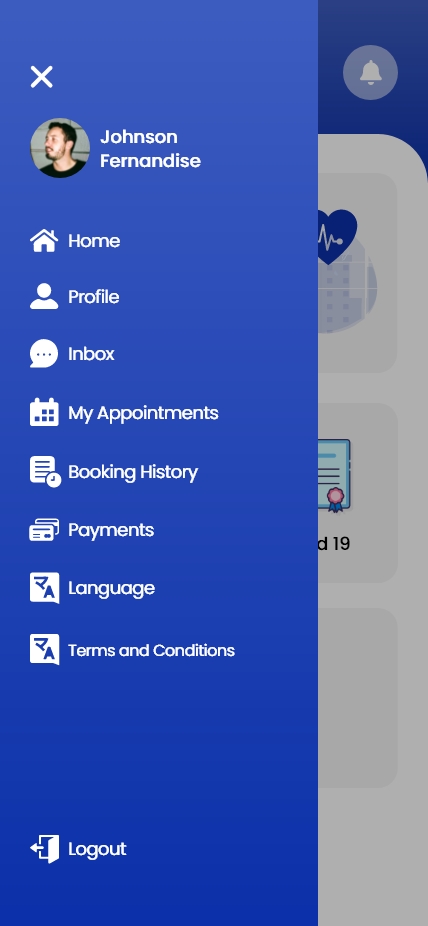 Johnson
Fernandise
Home
Profile
Inbox
My Appointments
Booking History
Payments
Language
Terms and Conditions
Logout
d 19